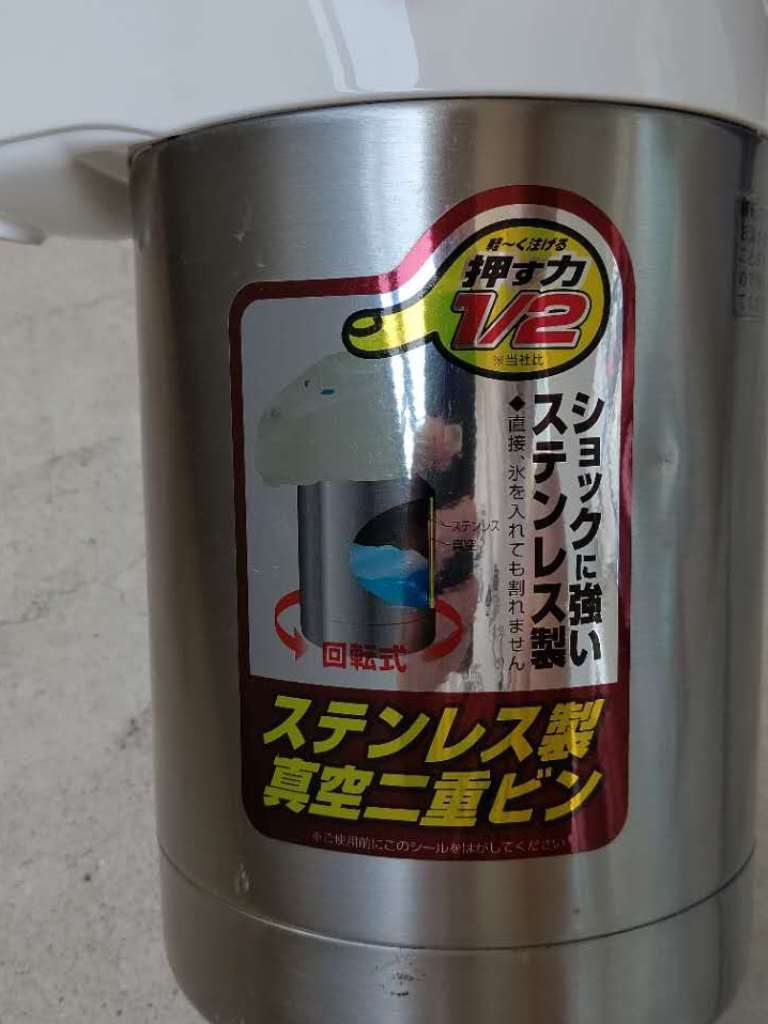 軽〜く注げる
押す力
1/2
※当社比
ショックに強い
ステンレス製
◆直接、氷を入れても割れません
ステンレス
真空
回転式
ステンレス製
真空二重ビン
※ご使用前にこのシールをはがしてください